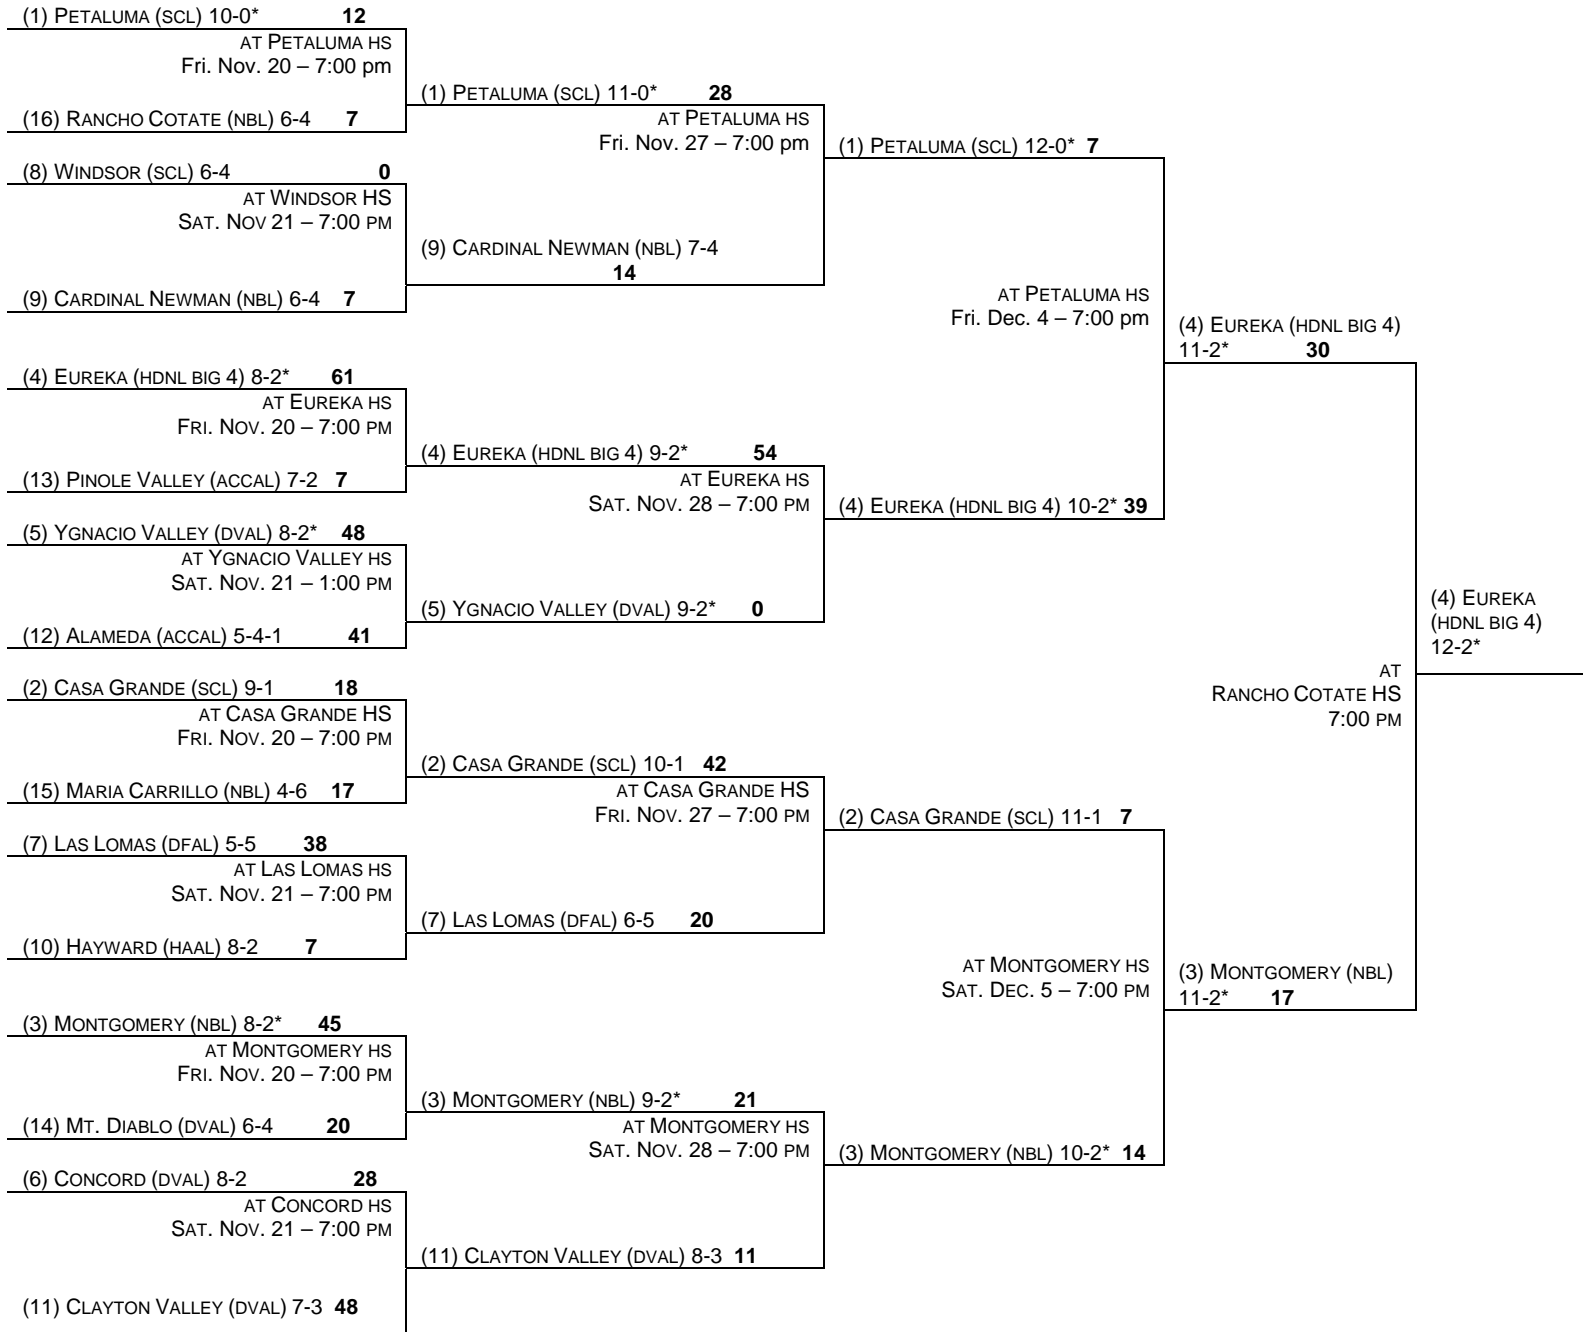 (1) PETALUMA (SCL) 10-0* 12
AT PETALUMA HS
Fri. Nov. 20 – 7:00 pm
(16) RANCHO COTATE (NBL) 6-4 7
(8) WINDSOR (SCL) 6-4 0
AT WINDSOR HS
SAT. NOV 21 – 7:00 PM
(9) CARDINAL NEWMAN (NBL) 6-4 7
(4) EUREKA (HDNL BIG 4) 8-2* 61
AT EUREKA HS
FRI. NOV. 20 – 7:00 PM
(13) PINOLE VALLEY (ACCAL) 7-2 7
(5) YGNACIO VALLEY (DVAL) 8-2* 48
AT YGNACIO VALLEY HS
SAT. NOV. 21 – 1:00 PM
(12) ALAMEDA (ACCAL) 5-4-1 41
(2) CASA GRANDE (SCL) 9-1 18
AT CASA GRANDE HS
FRI. NOV. 20 – 7:00 PM
(15) MARIA CARRILLO (NBL) 4-6 17
(7) LAS LOMAS (DFAL) 5-5 38
AT LAS LOMAS HS
SAT. NOV. 21 – 7:00 PM
(10) HAYWARD (HAAL) 8-2 7
(3) MONTGOMERY (NBL) 8-2* 45
AT MONTGOMERY HS
FRI. NOV. 20 – 7:00 PM
(14) MT. DIABLO (DVAL) 6-4 20
(6) CONCORD (DVAL) 8-2 28
AT CONCORD HS
SAT. NOV. 21 – 7:00 PM
(11) CLAYTON VALLEY (DVAL) 7-3 48
(1) PETALUMA (SCL) 11-0* 28
AT PETALUMA HS
Fri. Nov. 27 – 7:00 pm
(9) CARDINAL NEWMAN (NBL) 7-4
14
(4) EUREKA (HDNL BIG 4) 9-2* 54
AT EUREKA HS
SAT. NOV. 28 – 7:00 PM
(5) YGNACIO VALLEY (DVAL) 9-2* 0
(2) CASA GRANDE (SCL) 10-1 42
AT CASA GRANDE HS
FRI. NOV. 27 – 7:00 PM
(7) LAS LOMAS (DFAL) 6-5 20
(3) MONTGOMERY (NBL) 9-2* 21
AT MONTGOMERY HS
SAT. NOV. 28 – 7:00 PM
(11) CLAYTON VALLEY (DVAL) 8-3 11
(1) PETALUMA (SCL) 12-0* 7
AT PETALUMA HS
Fri. Dec. 4 – 7:00 pm
(4) EUREKA (HDNL BIG 4) 10-2* 39
(2) CASA GRANDE (SCL) 11-1 7
AT MONTGOMERY HS
SAT. DEC. 5 – 7:00 PM
(3) MONTGOMERY (NBL) 10-2* 14
(4) EUREKA (HDNL BIG 4)
11-2* 30
AT
RANCHO COTATE HS
7:00 PM
(3) MONTGOMERY (NBL)
11-2* 17
(4) EUREKA
(HDNL BIG 4)
12-2*